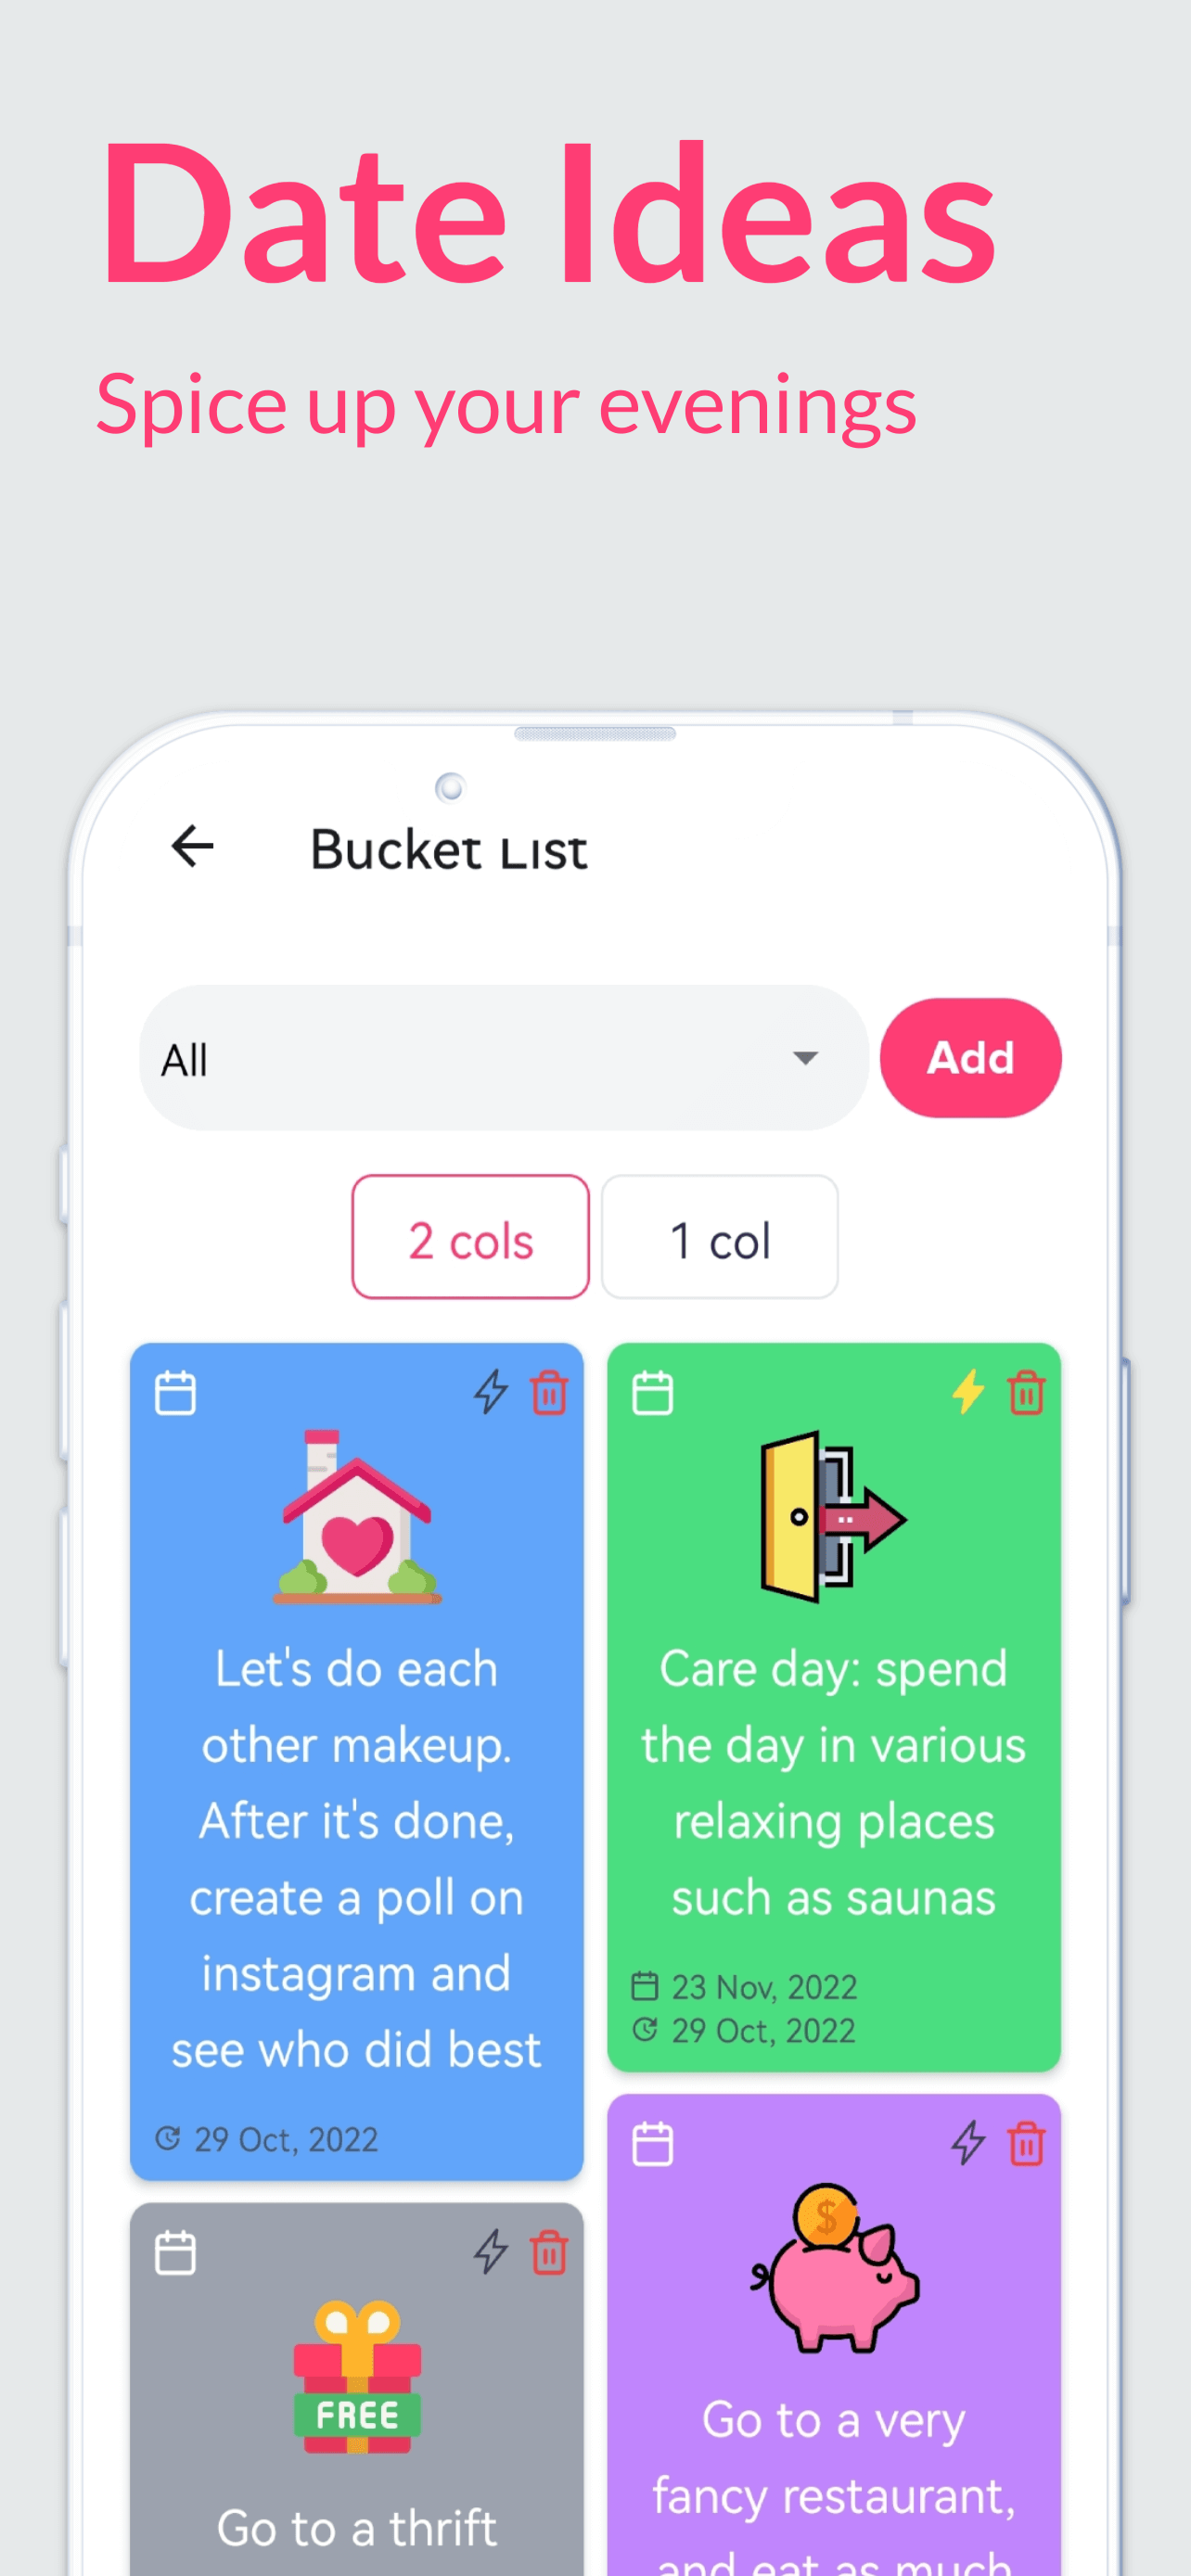 Date Ideas
Spice up your evenings
Bucket List
All
Add
2 cols
1 col
Let's do each
other makeup.
After it's done,
create a poll on
instagram and
see who did best
29 Oct, 2022
Care day: spend
the day in various
relaxing places
such as saunas
23 Nov, 2022
29 Oct, 2022
FREE
Go to a thrift
$
Go to a very
fancy restaurant,
and eat as much